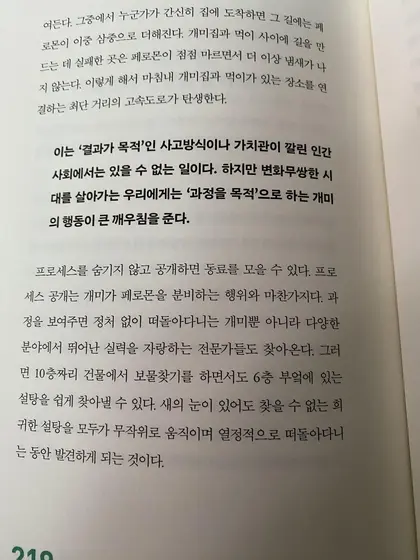 여든다. 그중에서 누군가가 간신히 집에 도착하면 그 길에는 페
로몬이 이중 삼중으로 더해진다. 개미집과 먹이 사이에 길을 만
드는 데 실패한 곳은 페로몬이 점점 마르면서 더 이상 냄새가 나
지 않는다. 이렇게 해서 마침내 개미집과 먹이가 있는 장소를 연
결하는 최단 거리의 고속도로가 탄생한다.
이는 ‘결과가 목적’인 사고방식이나 가치관이 깔린 인간
사회에서는 있을 수 없는 일이다. 하지만 변화무쌍한 시
대를 살아가는 우리에게는 ‘과정을 목적’으로 하는 개미
의 행동이 큰 깨우침을 준다.
프로세스를 숨기지 않고 공개하면 동료를 모을 수 있다. 프로
세스 공개는 개미가 페로몬을 분비하는 행위와 마찬가지다. 과
정을 보여주면 정처 없이 떠돌아다니는 개미뿐 아니라 다양한
분야에서 뛰어난 실력을 자랑하는 전문가들도 찾아온다. 그러
면 10층짜리 건물에서 보물찾기를 하면서도 6층 부엌에 있는
설탕을 쉽게 찾아낼 수 있다. 새의 눈이 있어도 찾을 수 없는 희
귀한 설탕을 모두가 무작위로 움직이며 열정적으로 떠돌아다니
는 동안 발견하게 되는 것이다.
219